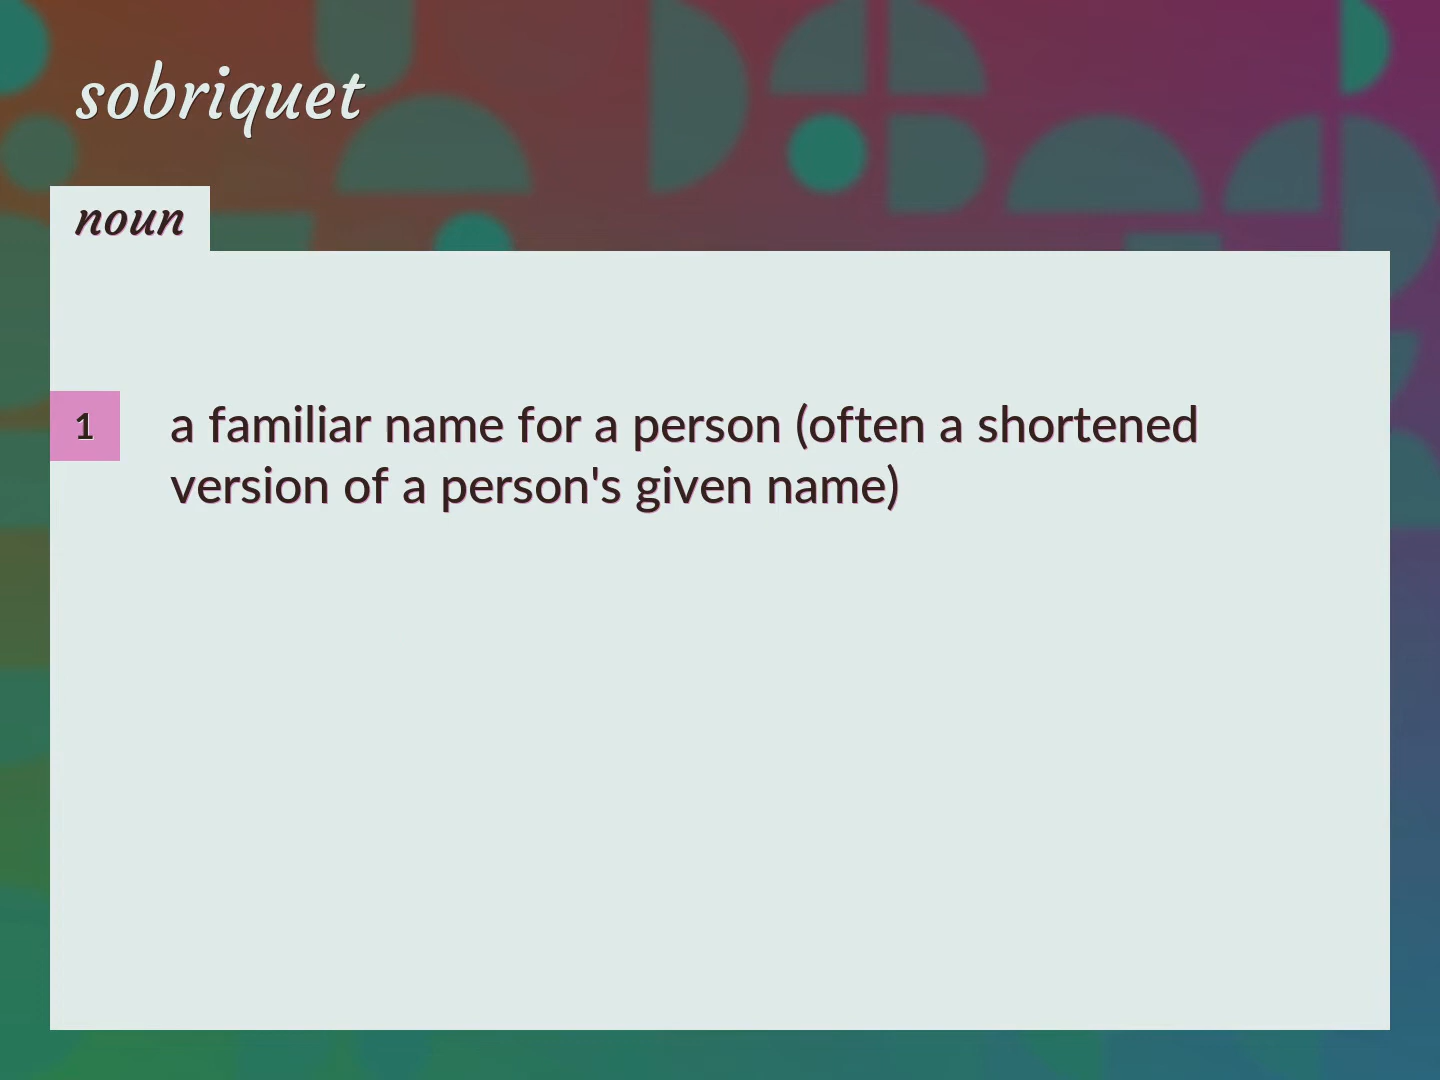 sobriquet
noun
1
a familiar name for a person (often a shortened
version of a person's given name)